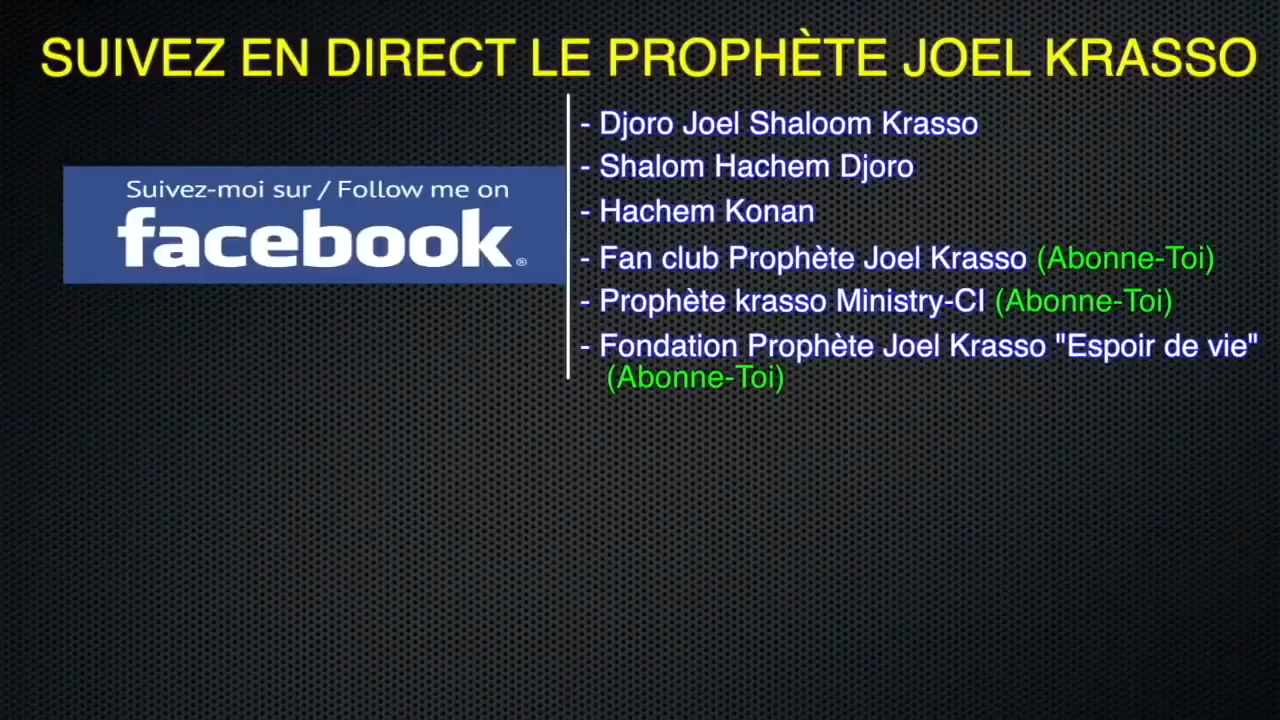 SUIVEZ EN DIRECT LE PROPHÈTE JOEL KRASSO
Suivez-moi sur / Follow me on
facebook®
- Djoro Joel Shaloom Krasso
- Shalom Hachem Djoro
- Hachem Konan
- Fan club Prophète Joel Krasso (Abonne-Toi)
- Prophète krasso Ministry-CI (Abonne-Toi)
- Fondation Prophète Joel Krasso "Espoir de vie"
(Abonne-Toi)